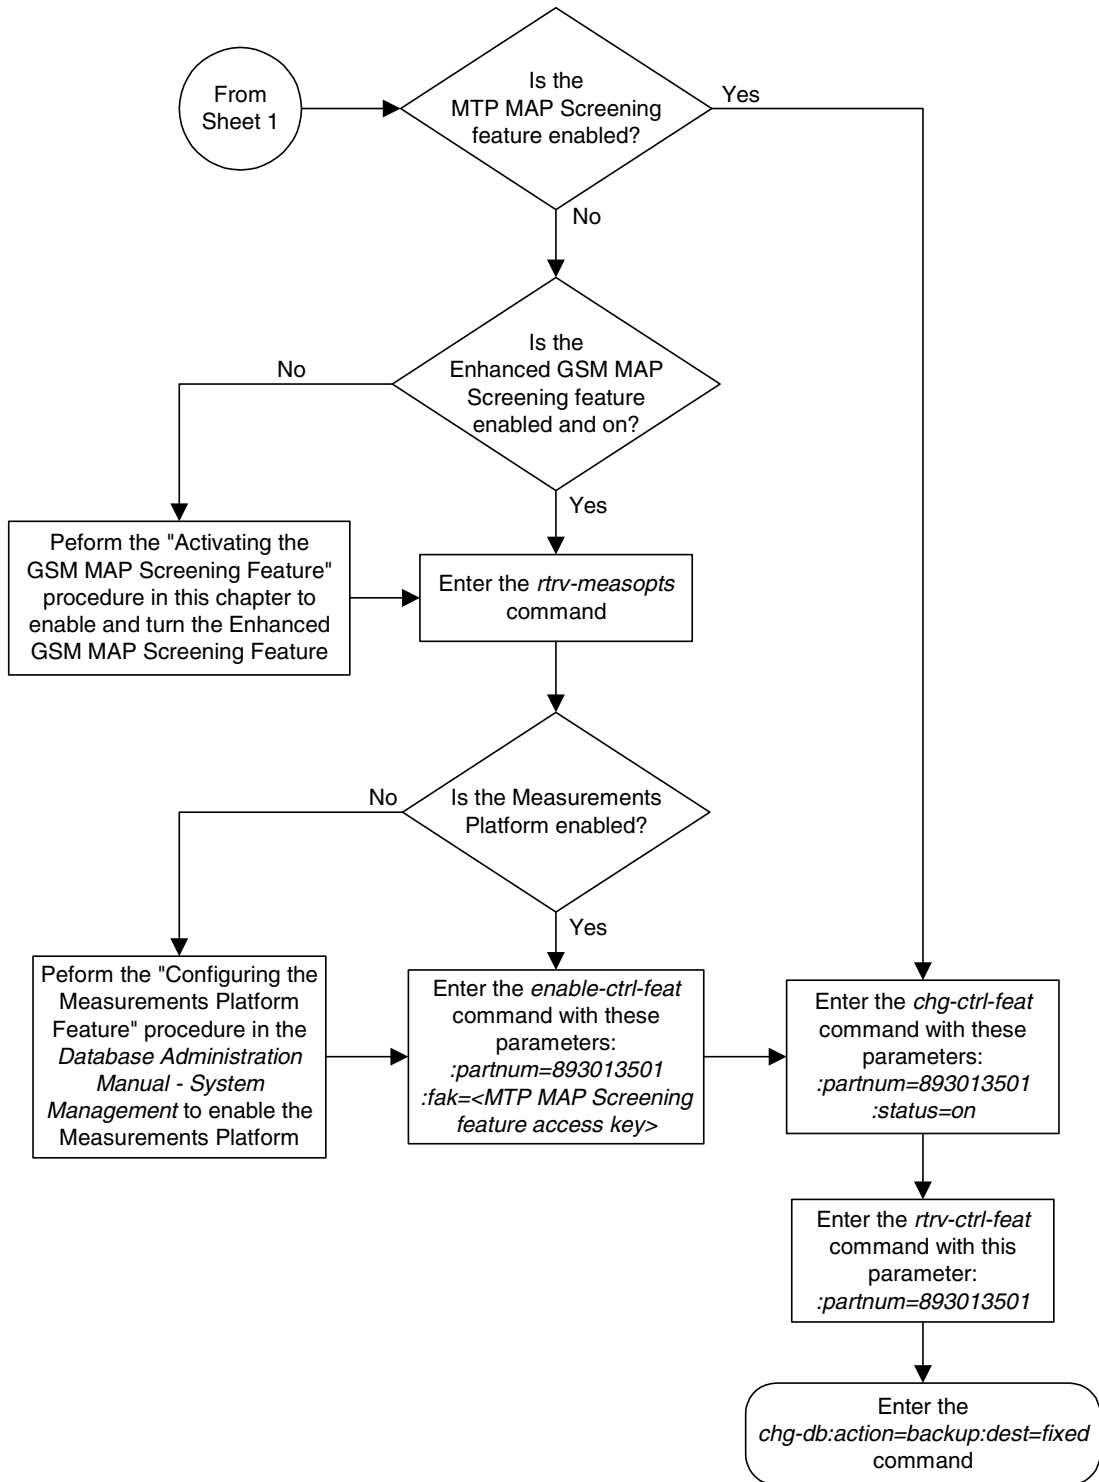 From
Sheet 1
Is the
MTP MAP Screening
feature enabled?
Yes
No
Is the
Enhanced GSM MAP
Screening feature
enabled and on?
No
Yes
Peform the "Activating the
GSM MAP Screening Feature"
procedure in this chapter to
enable and turn the Enhanced
GSM MAP Screening Feature
Enter the rtrv-measopts
command
Is the Measurements
Platform enabled?
No
Yes
Peform the "Configuring the
Measurements Platform
Feature" procedure in the
Database Administration
Manual - System
Management to enable the
Measurements Platform
Enter the enable-ctrl-feat
command with these
parameters:
:partnum=893013501
:fak=<MTP MAP Screening
feature access key>
Enter the chg-ctrl-feat
command with these
parameters:
:partnum=893013501
:status=on
Enter the rtrv-ctrl-feat
command with this
parameter:
:partnum=893013501
Enter the
chg-db:action=backup:dest=fixed
command